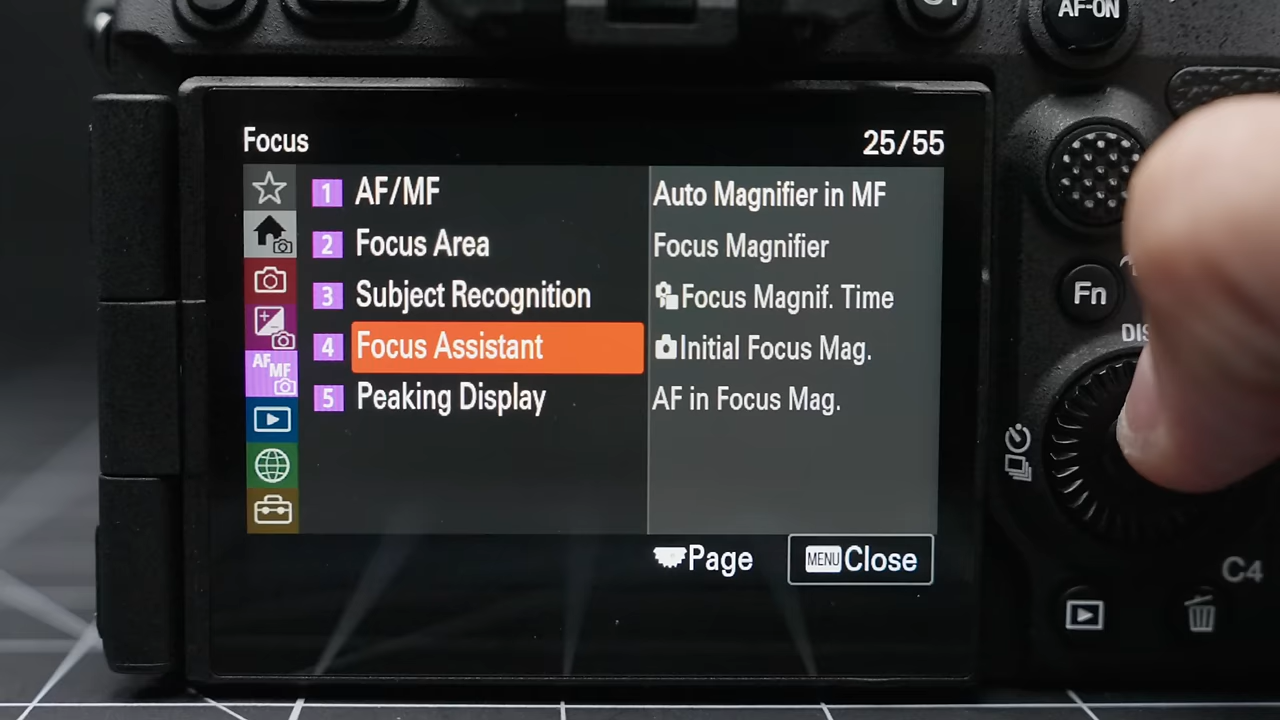 AF-ON
Focus
25/55
1 AF/MF
2 Focus Area
3 Subject Recognition
4 Focus Assistant
5 Peaking Display
AF MF
Auto Magnifier in MF
Focus Magnifier
Focus Magnif. Time
Initial Focus Mag.
AF in Focus Mag.
Page
MENU Close
Fn
C4